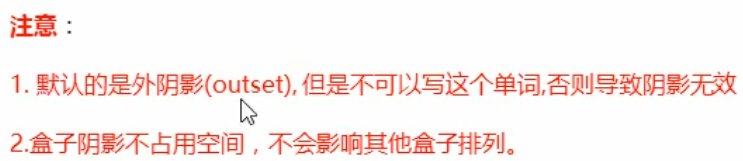 注意：
1. 默认的是外阴影(outset), 但是不可以写这个单词,否则导致阴影无效
2.盒子阴影不占用空间，不会影响其他盒子排列。